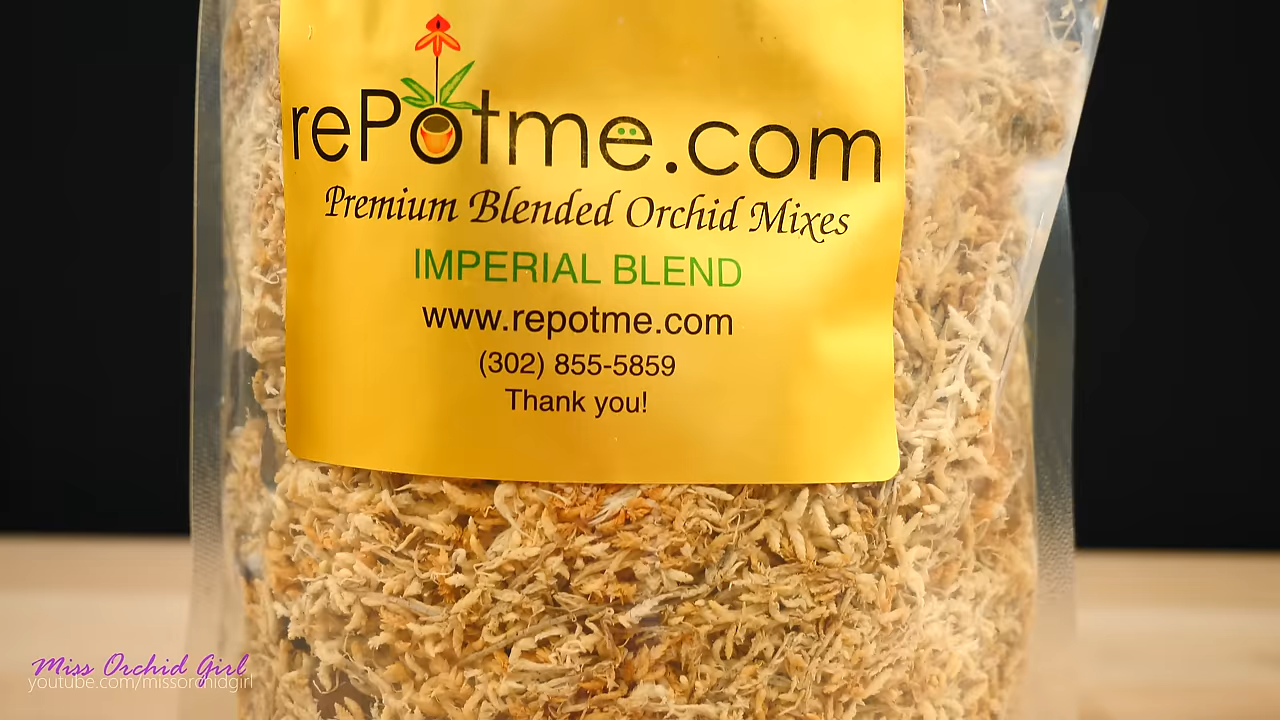 rePotme.com
Premium Blended Orchid Mixes
IMPERIAL BLEND
www.repotme.com
(302) 855-5859
Thank you!
Miss Orchid Girl
youtube.com/missorchidgirl